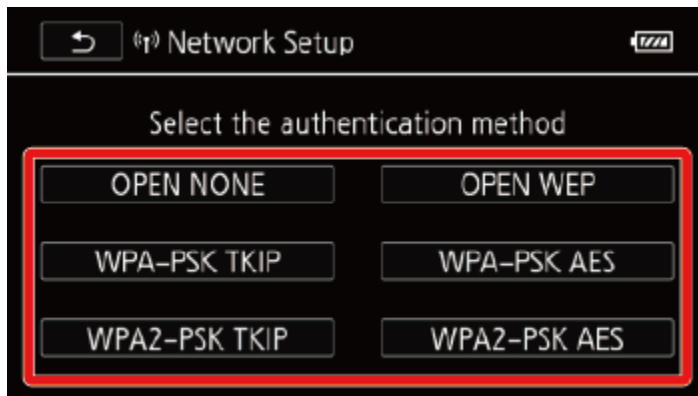 Network Setup
Select the authentication method
OPEN NONE OPEN WEP
WPA-PSK TKIP WPA-PSK AES
WPA2-PSK TKIP WPA2-PSK AES